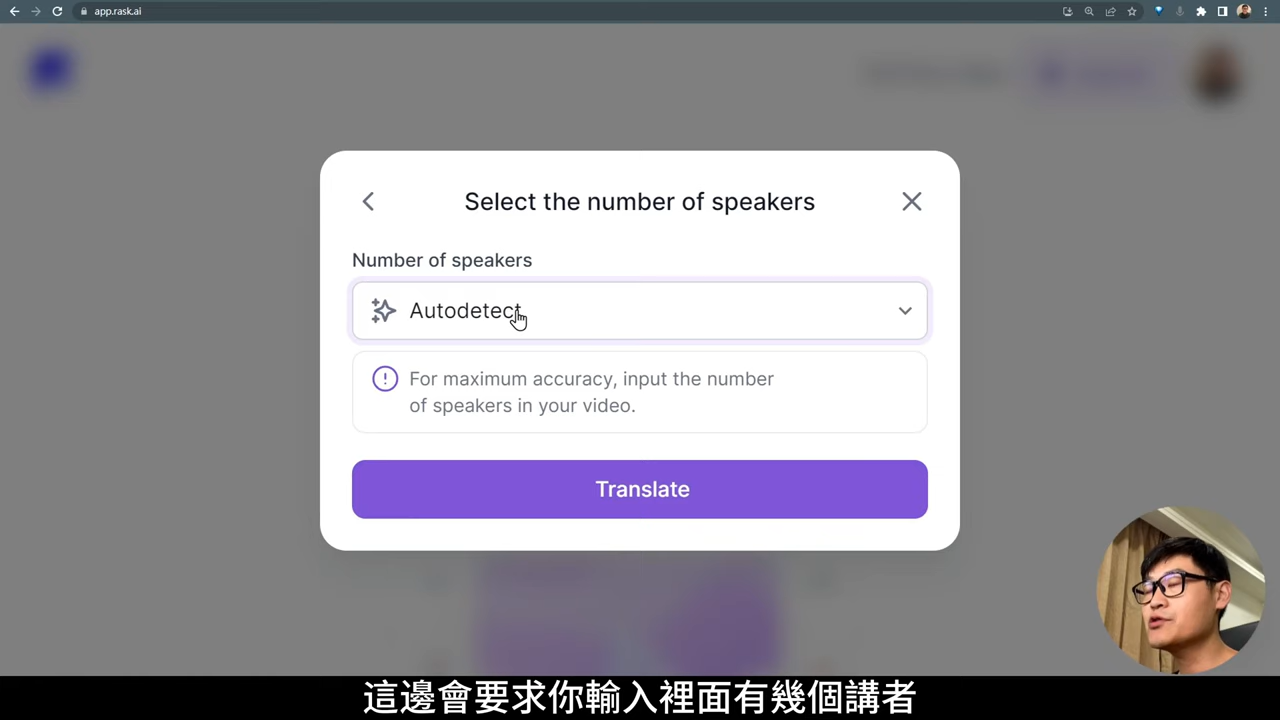 app.rask.ai
Select the number of speakers
Number of speakers
Autodetect
For maximum accuracy, input the number
of speakers in your video.
Translate
這邊會要求你輸入裡面有幾個講者